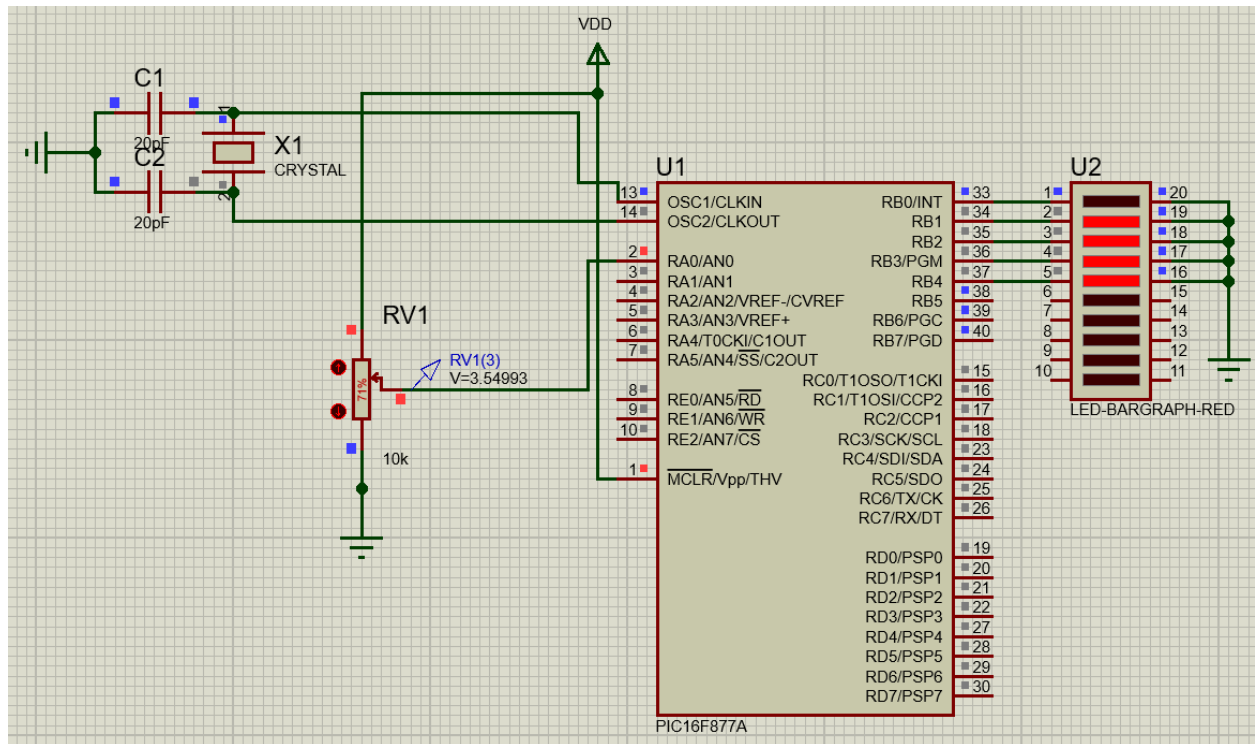 VDD
C1
20pF
C2
20pF
1
X1
CRYSTAL
2
RV1
71%
RV1(3)
V=3.54993
10k
U1
13
OSC1/CLKIN
14
OSC2/CLKOUT
2
RA0/AN0
3
RA1/AN1
4
RA2/AN2/VREF-/CVREF
5
RA3/AN3/VREF+
6
RA4/T0CKI/C1OUT
7
RA5/AN4/SS/C2OUT
8
RE0/AN5/RD
9
RE1/AN6/WR
10
RE2/AN7/CS
1
MCLR/Vpp/THV
RB0/INT
33
RB1
34
RB2
35
RB3/PGM
36
RB4
37
RB5
38
RB6/PGC
39
RB7/PGD
40
RC0/T1OSO/T1CKI
15
RC1/T1OSI/CCP2
16
RC2/CCP1
17
RC3/SCK/SCL
18
RC4/SDI/SDA
23
RC5/SDO
24
RC6/TX/CK
25
RC7/RX/DT
26
RD0/PSP0
19
RD1/PSP1
20
RD2/PSP2
21
RD3/PSP3
22
RD4/PSP4
27
RD5/PSP5
28
RD6/PSP6
29
RD7/PSP7
30
PIC16F877A
U2
1
20
2
19
3
18
4
17
5
16
6
15
7
14
8
13
9
12
10
11
LED-BARGRAPH-RED